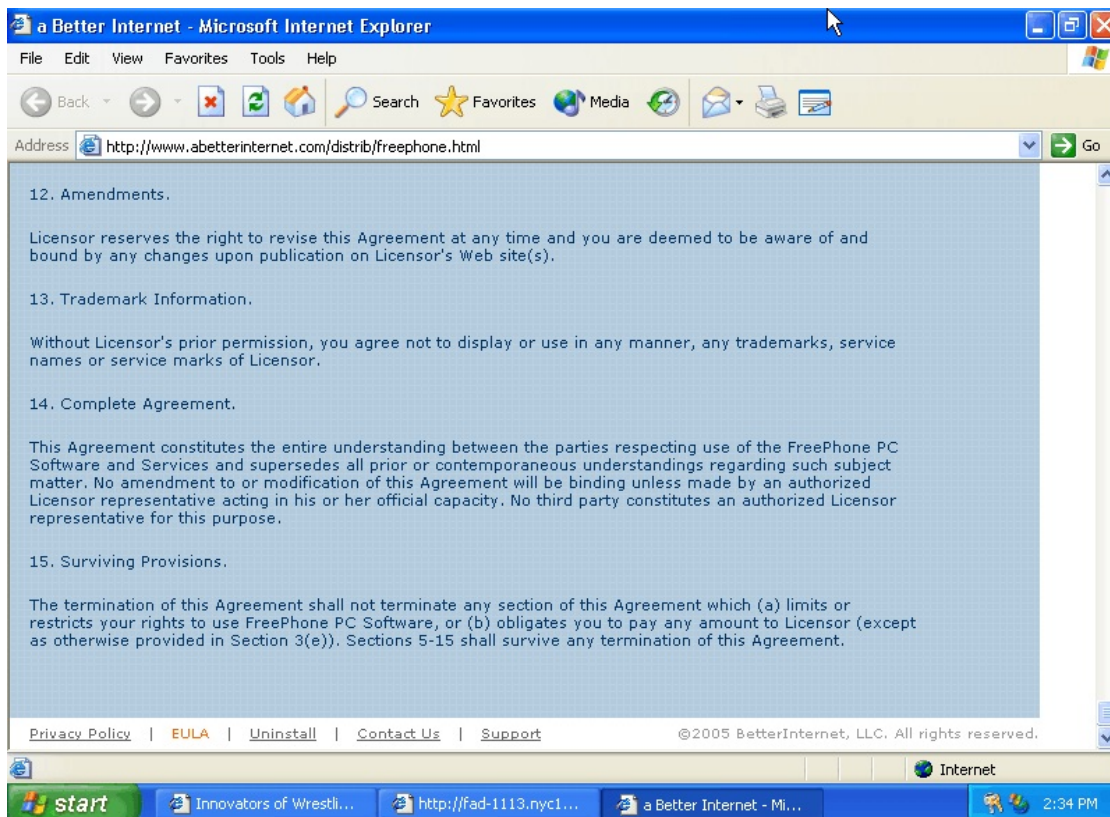 a Better Internet - Microsoft Internet Explorer
File Edit View Favorites Tools Help
Back Search Favorites Media
Address http://www.abetterinternet.com/distrib/freephone.html Go
12. Amendments.
Licensor reserves the right to revise this Agreement at any time and you are deemed to be aware of and
bound by any changes upon publication on Licensor's Web site(s).
13. Trademark Information.
Without Licensor's prior permission, you agree not to display or use in any manner, any trademarks, service
names or service marks of Licensor.
14. Complete Agreement.
This Agreement constitutes the entire understanding between the parties respecting use of the FreePhone PC
Software and Services and supersedes all prior or contemporaneous understandings regarding such subject
matter. No amendment to or modification of this Agreement will be binding unless made by an authorized
Licensor representative acting in his or her official capacity. No third party constitutes an authorized Licensor
representative for this purpose.
15. Surviving Provisions.
The termination of this Agreement shall not terminate any section of this Agreement which (a) limits or
restricts your rights to use FreePhone PC Software, or (b) obligates you to pay any amount to Licensor (except
as otherwise provided in Section 3(e)). Sections 5-15 shall survive any termination of this Agreement.
Privacy Policy | EULA | Uninstall | Contact Us | Support ©2005 BetterInternet, LLC. All rights reserved.
Internet
start Innovators of Wrestli... http://fad-1113.nyc1... a Better Internet - Mi... 2:34 PM